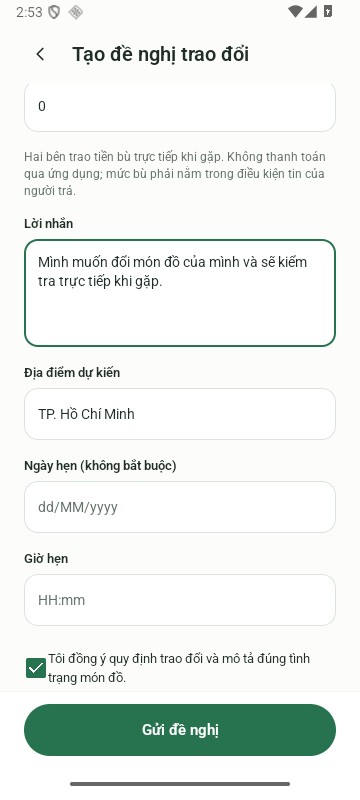 2:53
Tạo đề nghị trao đổi
0
Hai bên trao tiền bù trực tiếp khi gặp. Không thanh toán
qua ứng dụng; mức bù phải nằm trong điều kiện tin của
người trả.
Lời nhắn
Mình muốn đổi món đồ của mình và sẽ kiểm
tra trực tiếp khi gặp.
Địa điểm dự kiến
TP. Hồ Chí Minh
Ngày hẹn (không bắt buộc)
dd/MM/yyyy
Giờ hẹn
HH:mm
Tôi đồng ý quy định trao đổi và mô tả đúng tình
trạng món đồ.
Gửi đề nghị